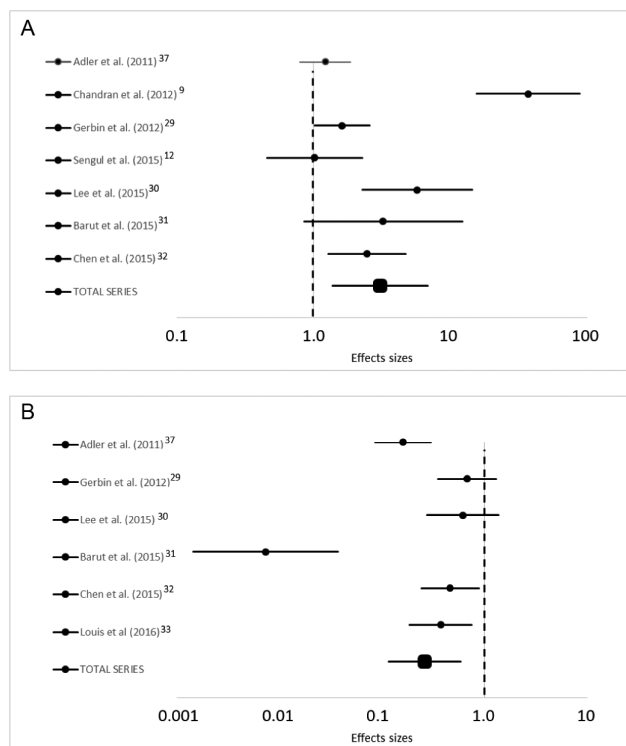 A
Adler et al. (2011) 37
Chandran et al. (2012) 9
Gerbin et al. (2012) 29
Sengul et al. (2015) 12
Lee et al. (2015) 30
Barut et al. (2015) 31
Chen et al. (2015) 32
TOTAL SERIES
0.1 1.0 10 100
Effects sizes
B
Adler et al. (2011) 37
Gerbin et al. (2012) 29
Lee et al. (2015) 30
Barut et al. (2015) 31
Chen et al. (2015) 32
Louis et al (2016) 33
TOTAL SERIES
0.001 0.01 0.1 1.0 10
Effects sizes